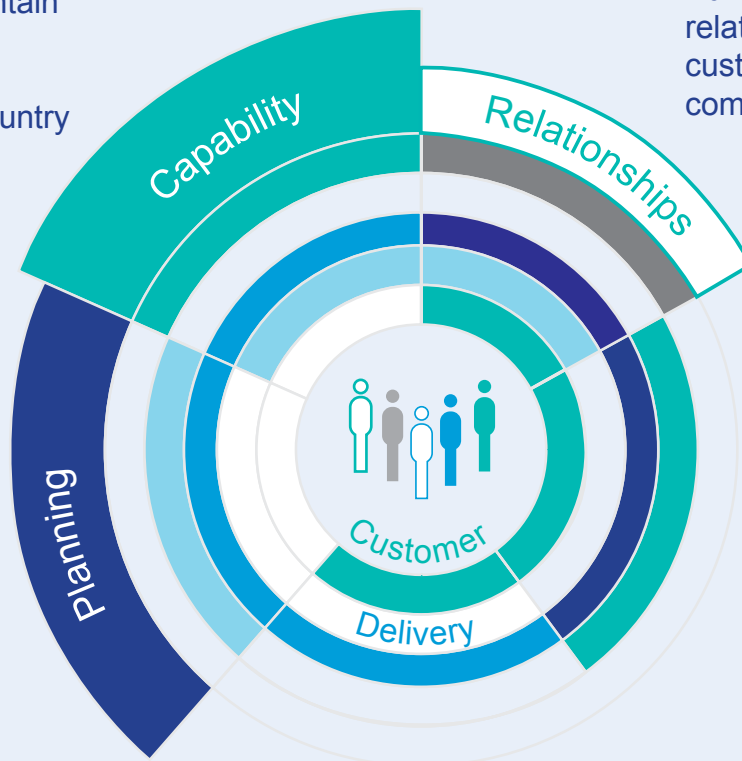 Capability
Relationships
Planning
Customer
Delivery